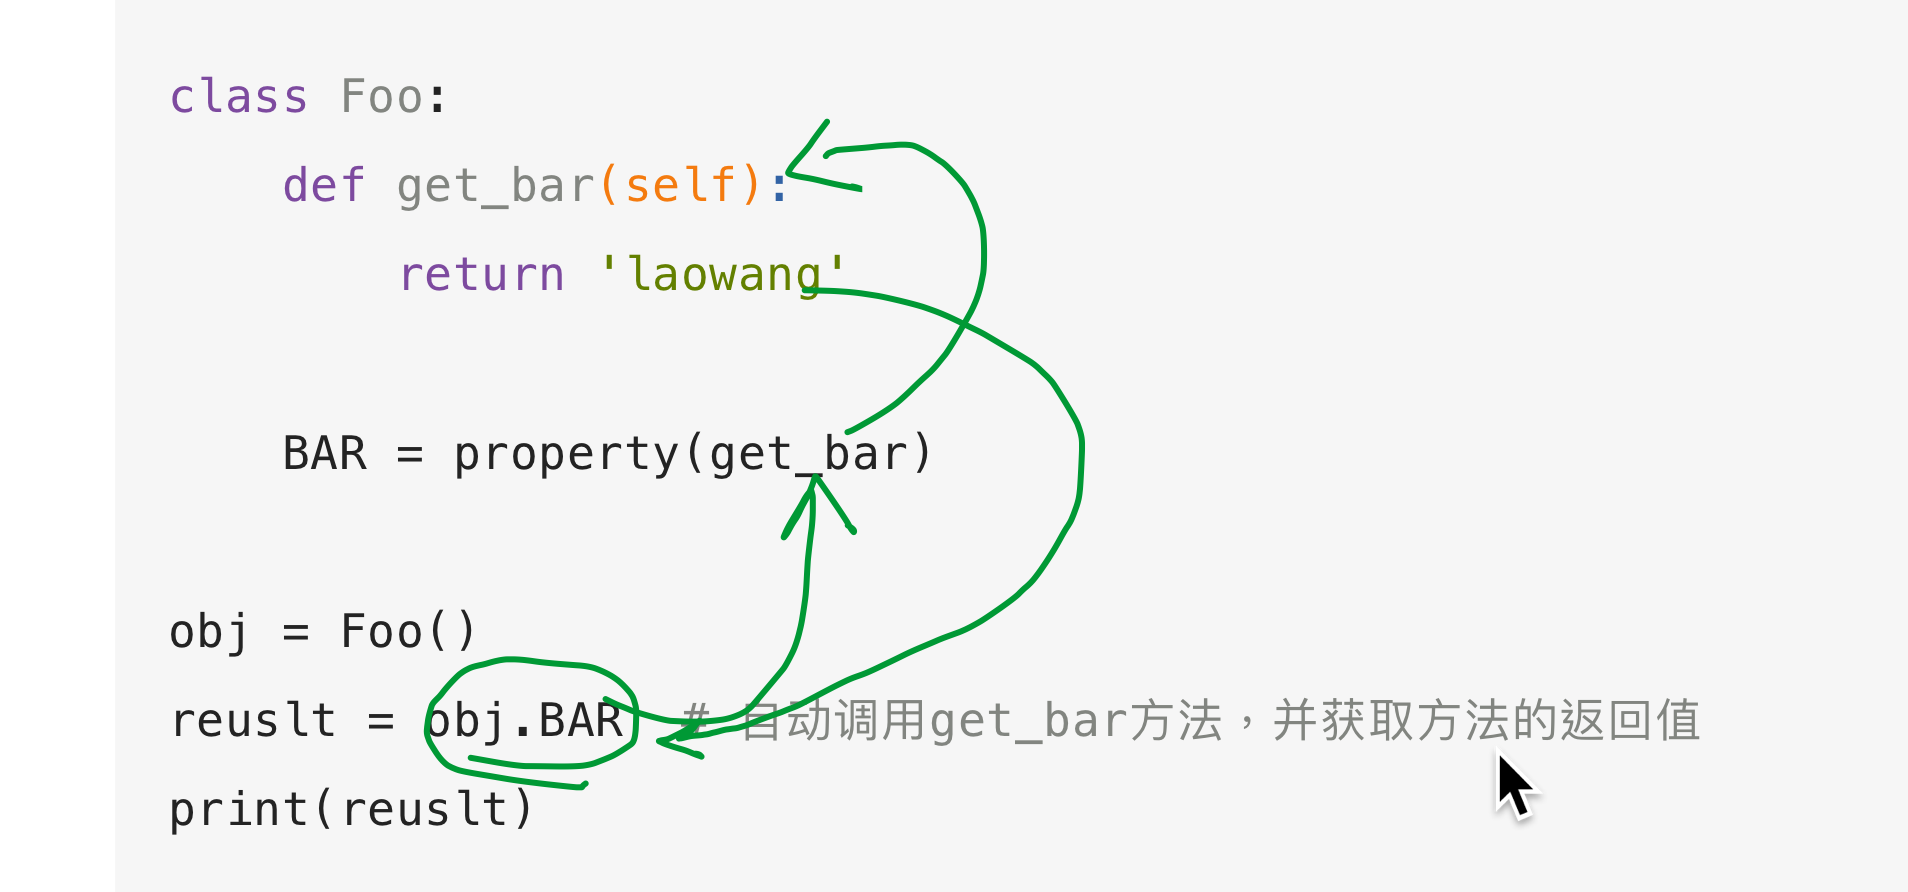 class Foo:
    def get_bar(self):
        return 'laowang'
    BAR = property(get_bar)
obj = Foo()
reuslt = obj.BAR  # 自动调用get_bar方法，并获取方法的返回值
print(reuslt)